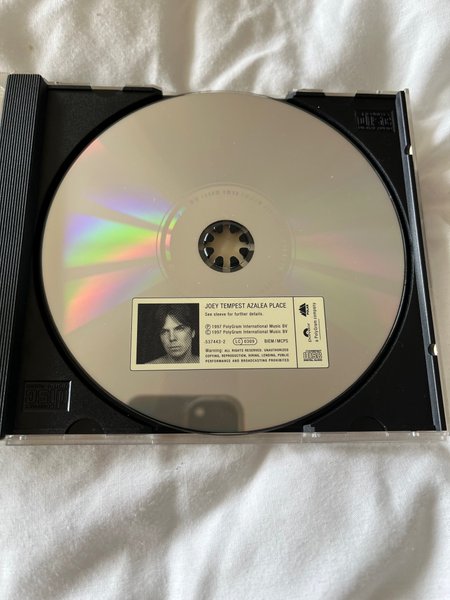 JOEY TEMPEST AZALEA PLACE
See sleeve for further details.
Ⓟ 1997 PolyGram International Music BV
© 1997 PolyGram International Music BV
537443-2 LC 0309 BIEM/MCPS
Warning: ALL RIGHTS RESERVED. UNAUTHORIZED
COPYING, REPRODUCTION, HIRING, LENDING, PUBLIC
PERFORMANCE AND BROADCASTING PROHIBITED
a PolyGram company